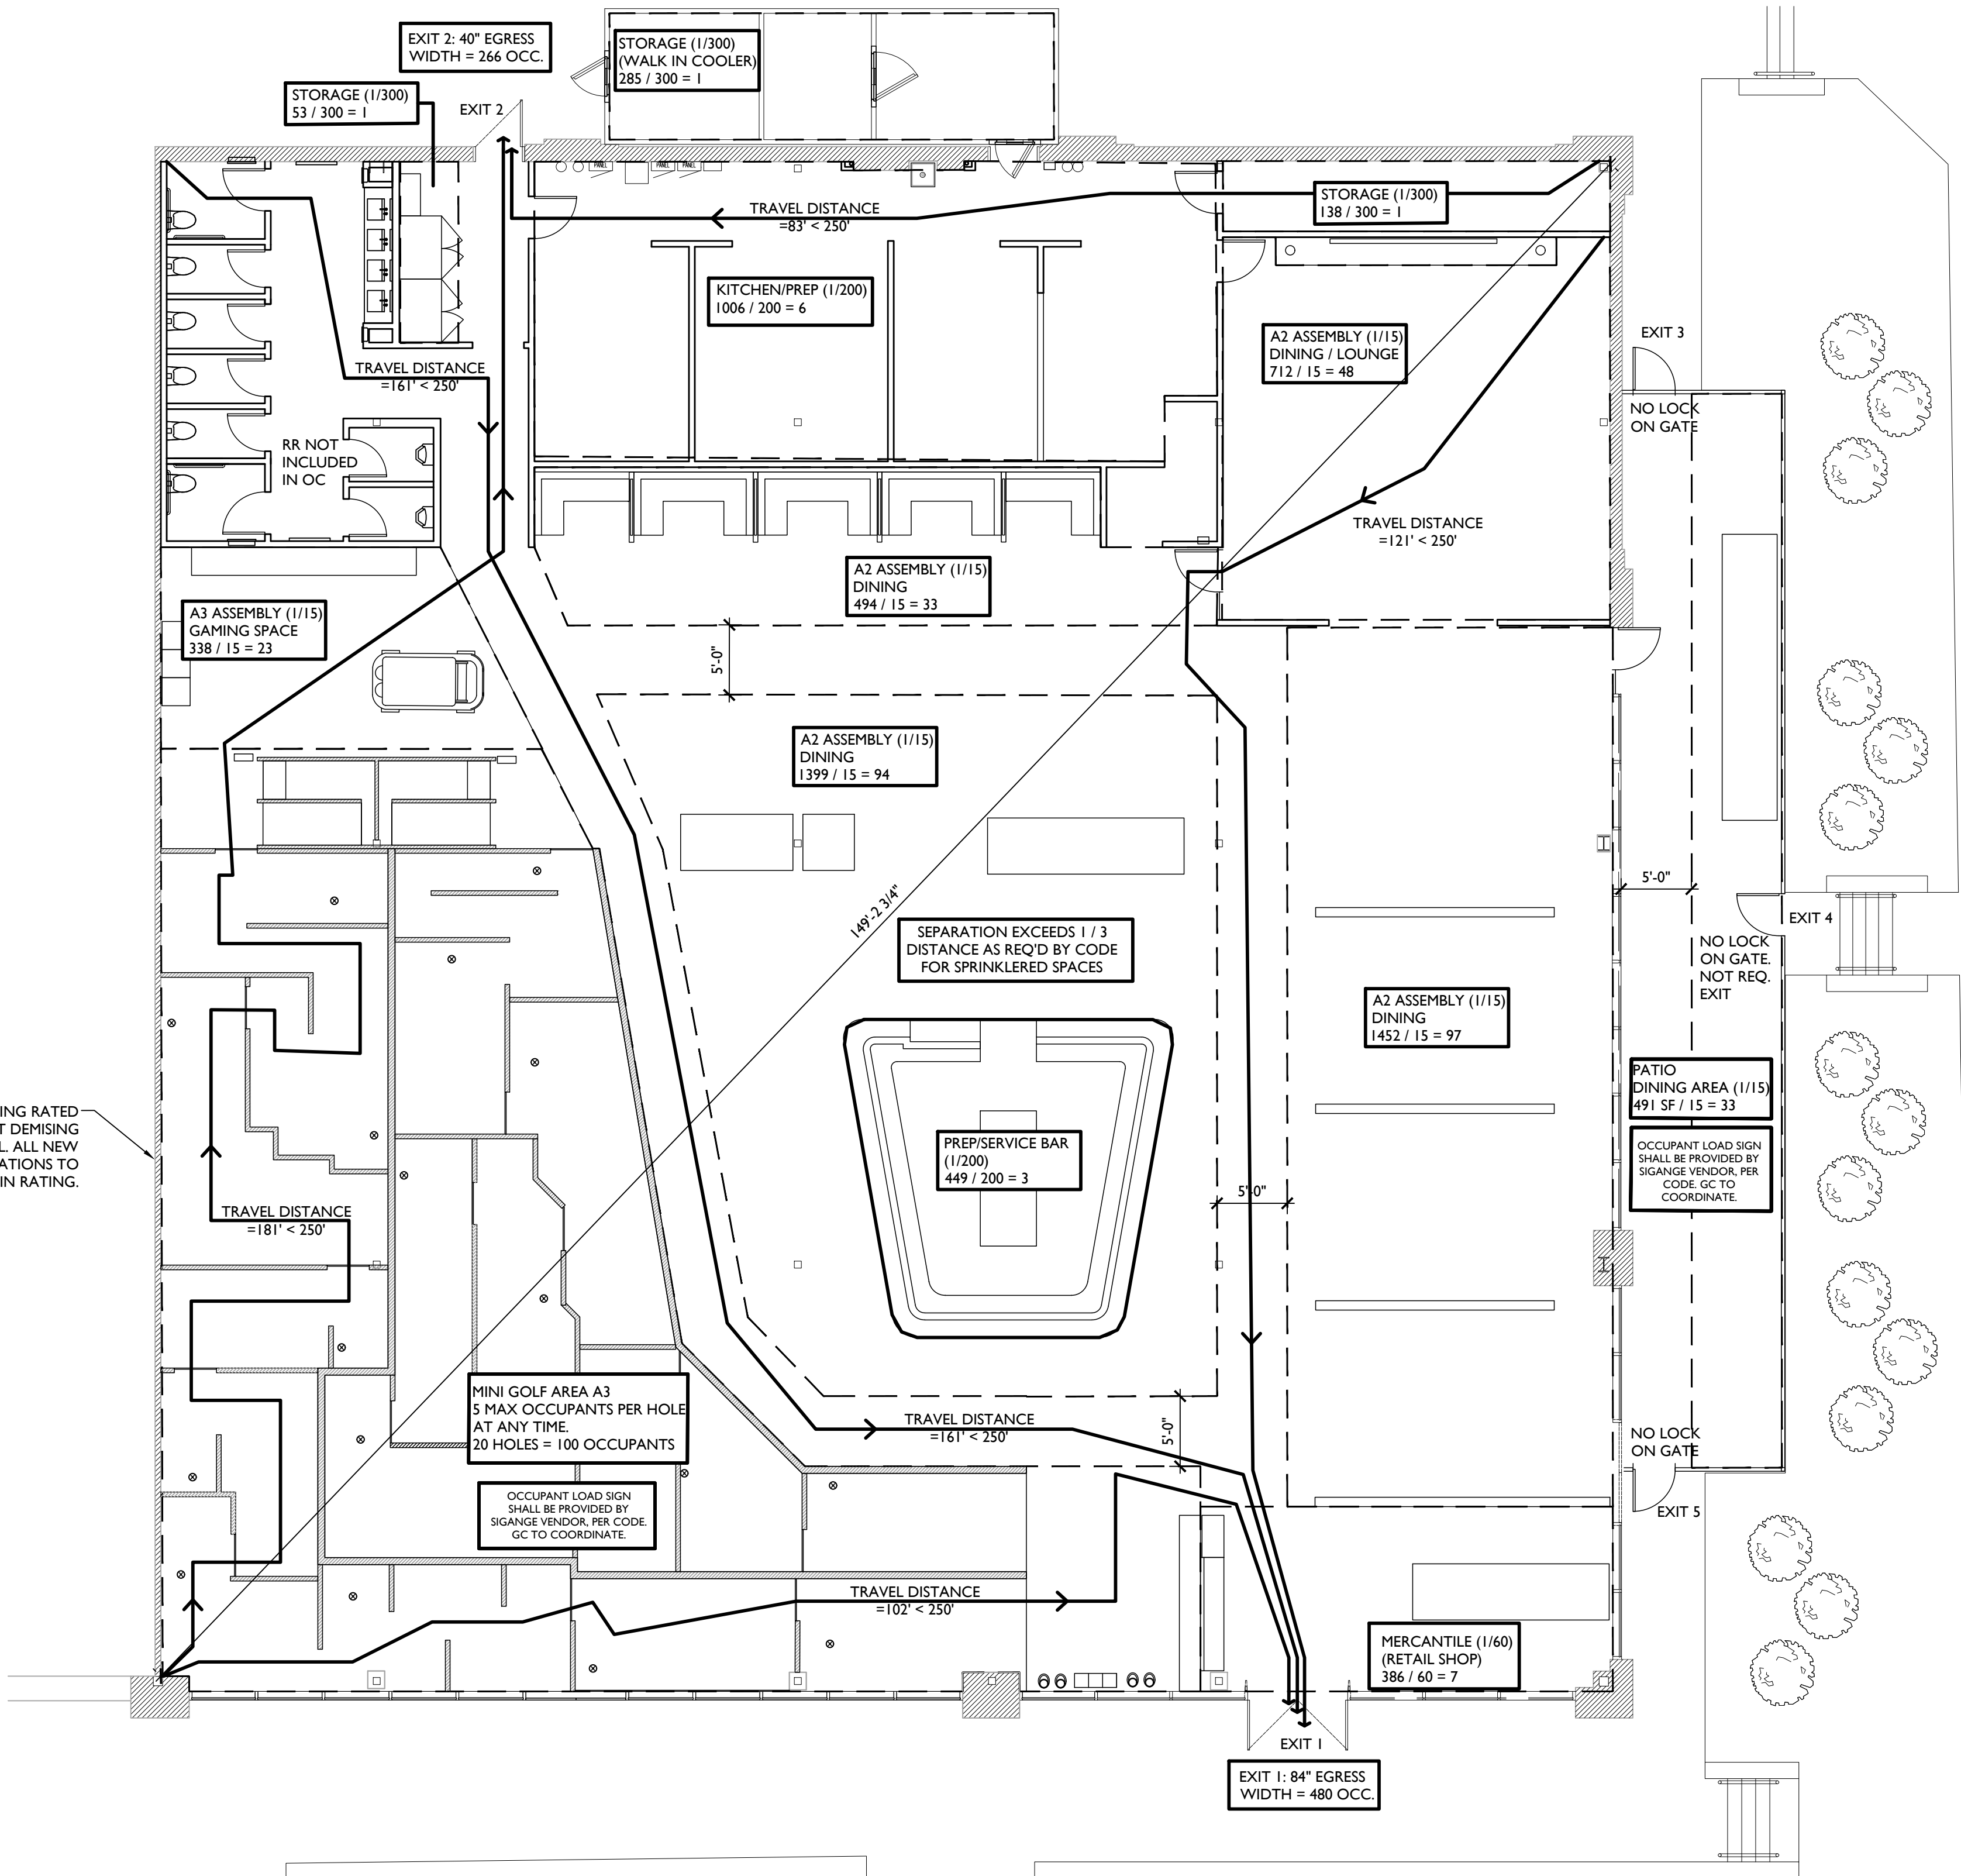 EXIT 2: 40" EGRESS
WIDTH = 266 OCC.
STORAGE (1/300)
(WALK IN COOLER)
285 / 300 = 1
STORAGE (1/300)
53 / 300 = 1
EXIT 2
PANEL
PANEL
PANEL
TRAVEL DISTANCE
=83' < 250'
STORAGE (1/300)
138 / 300 = 1
KITCHEN/PREP (1/200)
1006 / 200 = 6
A2 ASSEMBLY (1/15)
DINING / LOUNGE
712 / 15 = 48
EXIT 3
NO LOCK
ON GATE
TRAVEL DISTANCE
=161' < 250'
RR NOT
INCLUDED
IN OC
TRAVEL DISTANCE
=121' < 250'
A2 ASSEMBLY (1/15)
DINING
494 / 15 = 33
A3 ASSEMBLY (1/15)
GAMING SPACE
338 / 15 = 23
5'-0"
A2 ASSEMBLY (1/15)
DINING
1399 / 15 = 94
149'-2 3/4"
5'-0"
EXIT 4
NO LOCK
ON GATE.
NOT REQ.
EXIT
SEPARATION EXCEEDS 1 / 3
DISTANCE AS REQ'D BY CODE
FOR SPRINKLERED SPACES
A2 ASSEMBLY (1/15)
DINING
1452 / 15 = 97
PATIO
DINING AREA (1/15)
491 SF / 15 = 33
OCCUPANT LOAD SIGN
SHALL BE PROVIDED BY
SIGANGE VENDOR, PER
CODE. GC TO
COORDINATE.
ING RATED
T DEMISING
L. ALL NEW
ATIONS TO
IN RATING.
PREP/SERVICE BAR
(1/200)
449 / 200 = 3
5'-0"
TRAVEL DISTANCE
=181' < 250'
MINI GOLF AREA A3
5 MAX OCCUPANTS PER HOLE
AT ANY TIME.
20 HOLES = 100 OCCUPANTS
OCCUPANT LOAD SIGN
SHALL BE PROVIDED BY
SIGANGE VENDOR, PER CODE.
GC TO COORDINATE.
TRAVEL DISTANCE
=161' < 250'
5'-0"
NO LOCK
ON GATE
EXIT 5
TRAVEL DISTANCE
=102' < 250'
MERCANTILE (1/60)
(RETAIL SHOP)
386 / 60 = 7
EXIT 1
EXIT 1: 84" EGRESS
WIDTH = 480 OCC.